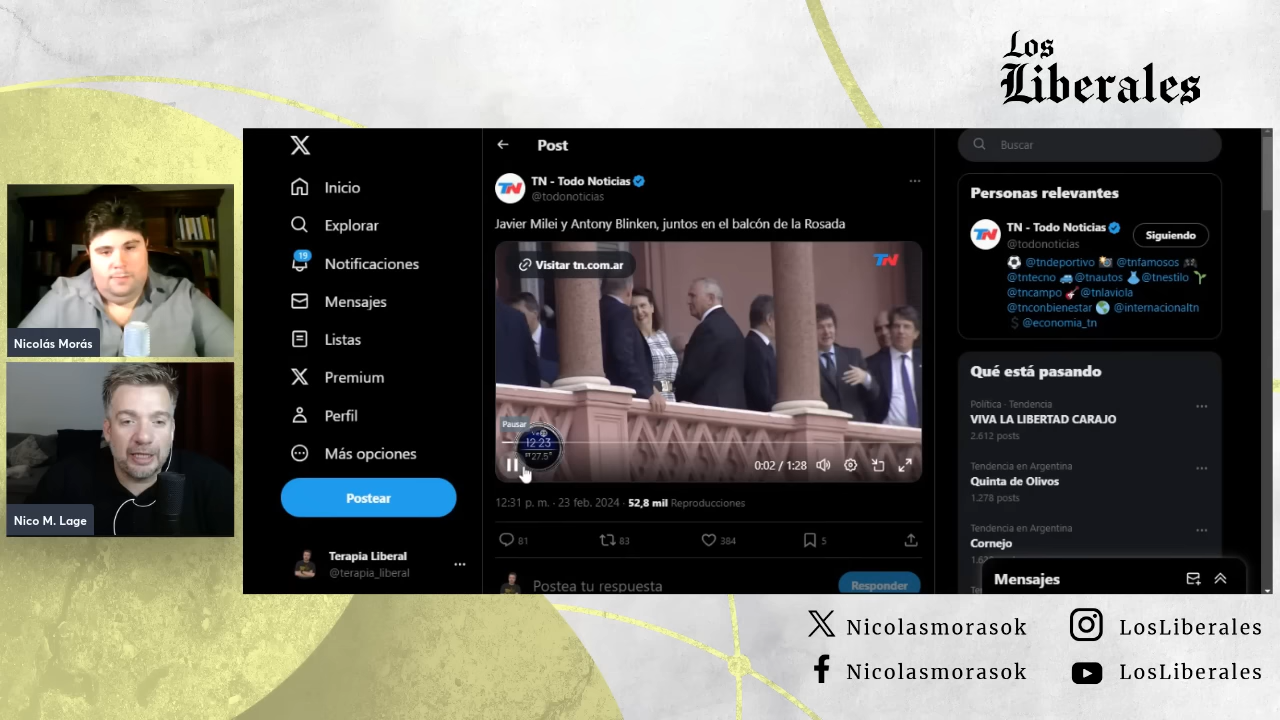 Los
Liberales
Nicolás Morás
Nico M. Lage
Inicio
Explorar
19
Notificaciones
Mensajes
Listas
Premium
Perfil
Más opciones
Postear
Terapia Liberal
@terapia_liberal
Post
TN - Todo Noticias
@todonoticias
Javier Milei y Antony Blinken, juntos en el balcón de la Rosada
Visitar tn.com.ar
TN
Pausar
12:23
27.6°
0:02 / 1:28
12:31 p. m. · 23 feb. 2024 · 52,8 mil Reproducciones
81
83
384
5
Postea tu respuesta
Responder
Buscar
Personas relevantes
TN - Todo Noticias
@todonoticias
Siguiendo
@tndeportivo @tnfamosos
@tntecno @tnautos @tnestilo
@tncampo @tnlaviola
@tnconbienestar @internacionaltn
@economia_tn
Qué está pasando
Política · Tendencia
VIVA LA LIBERTAD CARAJO
2.612 posts
Tendencia en Argentina
Quinta de Olivos
1.278 posts
Tendencia en Argentina
Cornejo
Mensajes
Nicolasmorasok
LosLiberales
Nicolasmorasok
LosLiberales